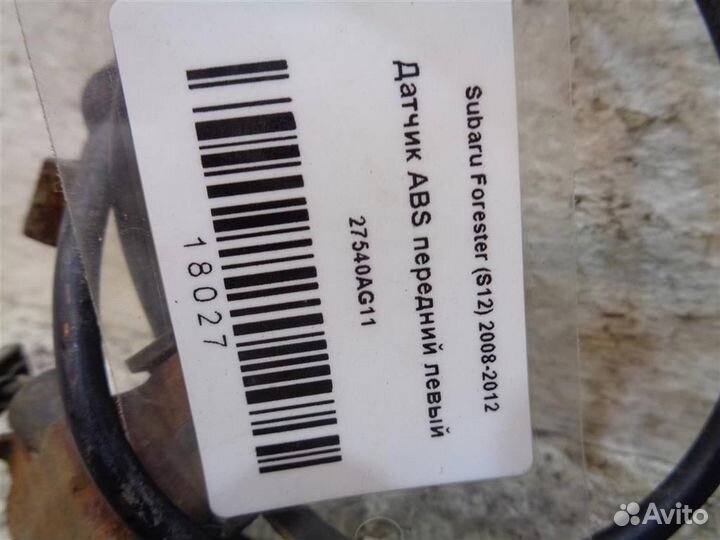 Subaru Forester (S12) 2008-2012
Датчик ABS передний левый
27540AG11
18027
Avito